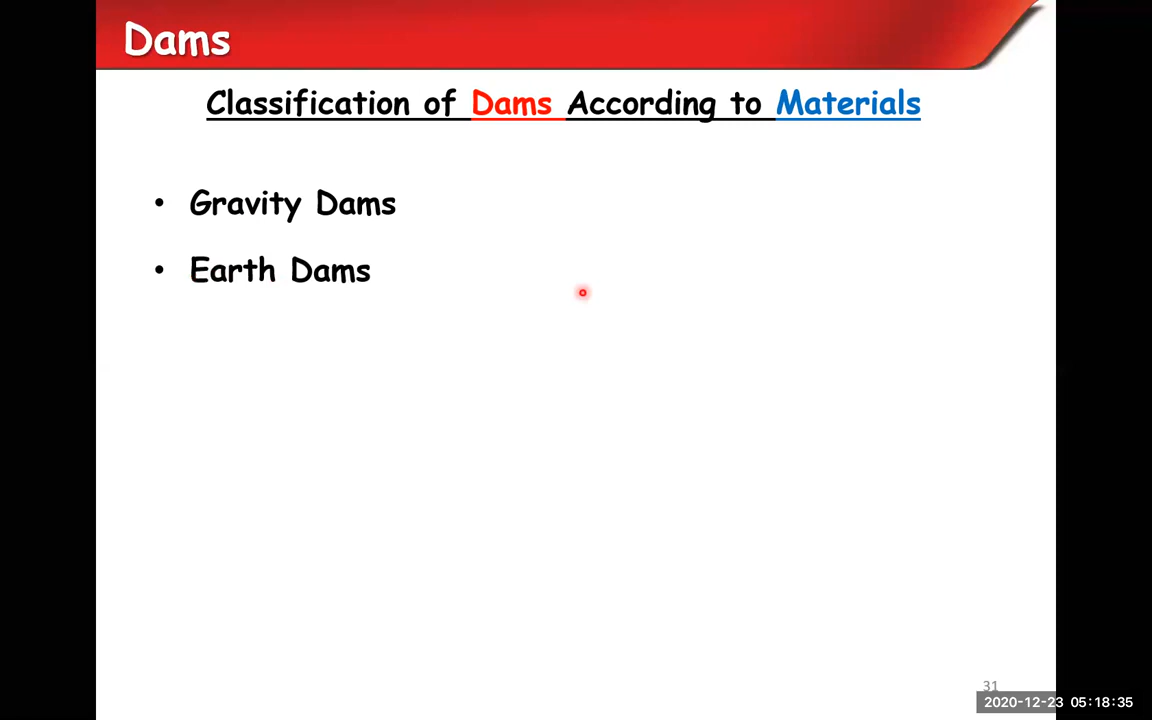 Dams
Classification of Dams According to Materials
• Gravity Dams
• Earth Dams
31
2020-12-23 05:18:35